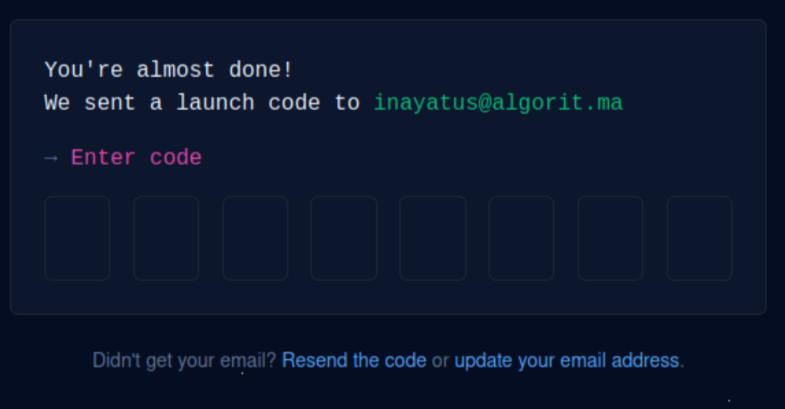 You're almost done!
We sent a launch code to inayatus@algorit.ma
→ Enter code
Didn't get your email? Resend the code or update your email address.